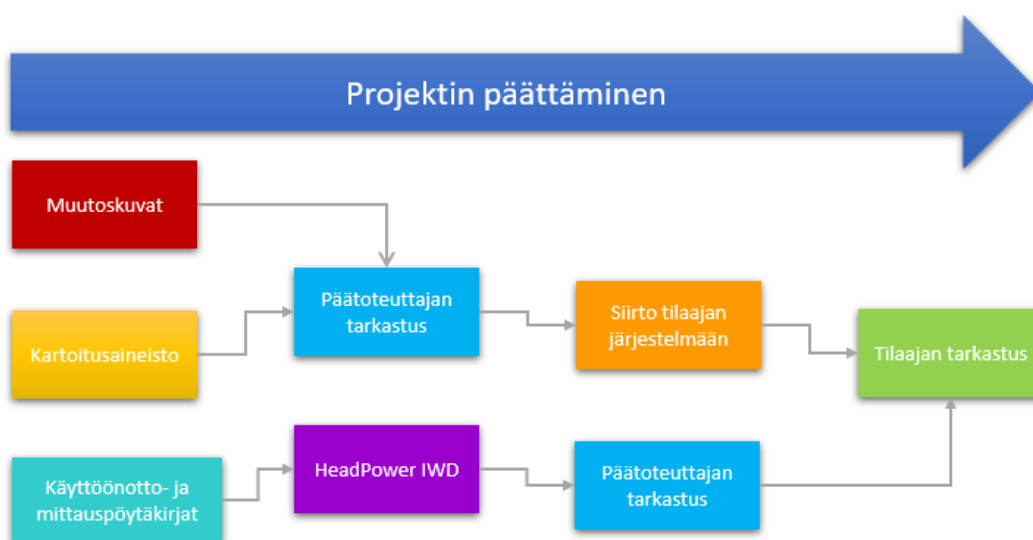 Projektin päättäminen
Muutoskuvat
Päätoteuttajan
tarkastus
Siirto tilaajan
järjestelmään
Kartoitusaineisto
Tilaajan tarkastus
HeadPower IWD
Päätoteuttajan
tarkastus
Käyttöönotto- ja
mittauspöytäkirjat